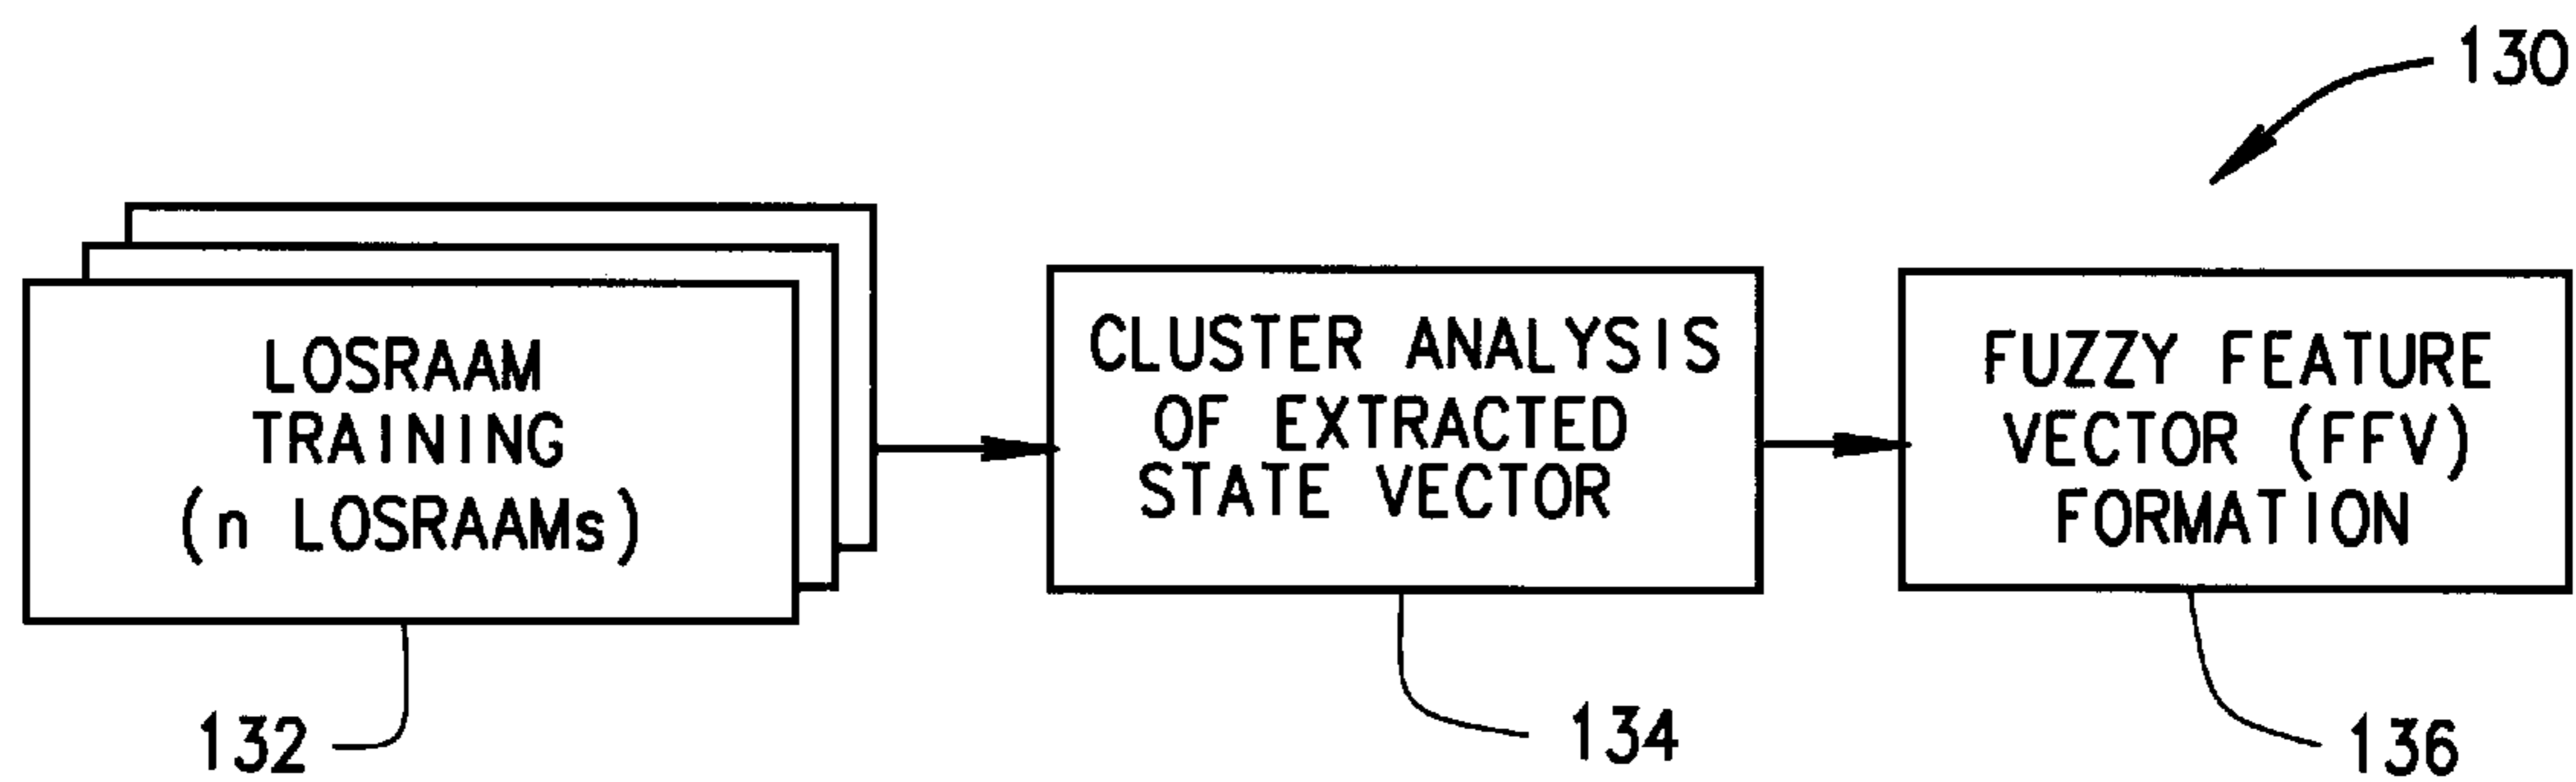 130
LOSRAAM
TRAINING
(n LOSRAAMs)
CLUSTER ANALYSIS
OF EXTRACTED
STATE VECTOR
FUZZY FEATURE
VECTOR (FFV)
FORMATION
132
134
136